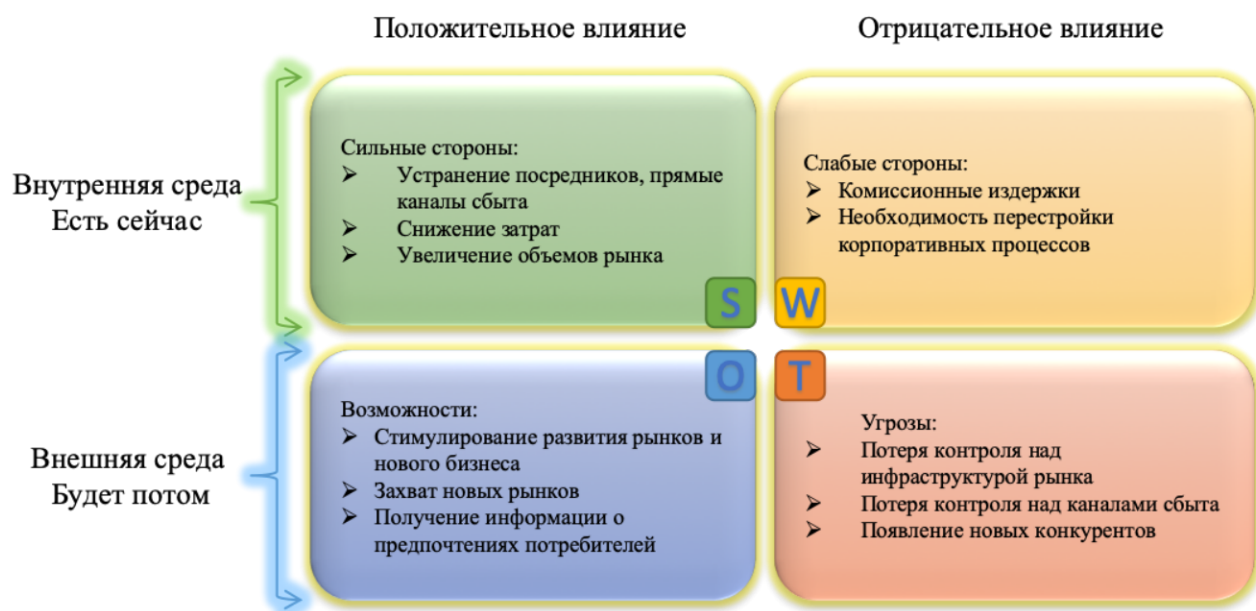 Положительное влияние
Отрицательное влияние
Внутренняя среда
Есть сейчас
Сильные стороны:
➢ Устранение посредников, прямые
каналы сбыта
➢ Снижение затрат
➢ Увеличение объемов рынка
S
Слабые стороны:
➢ Комиссионные издержки
➢ Необходимость перестройки
корпоративных процессов
W
Внешняя среда
Будет потом
O
Возможности:
➢ Стимулирование развития рынков и
нового бизнеса
➢ Захват новых рынков
➢ Получение информации о
предпочтениях потребителей
T
Угрозы:
➢ Потеря контроля над
инфраструктурой рынка
➢ Потеря контроля над каналами сбыта
➢ Появление новых конкурентов